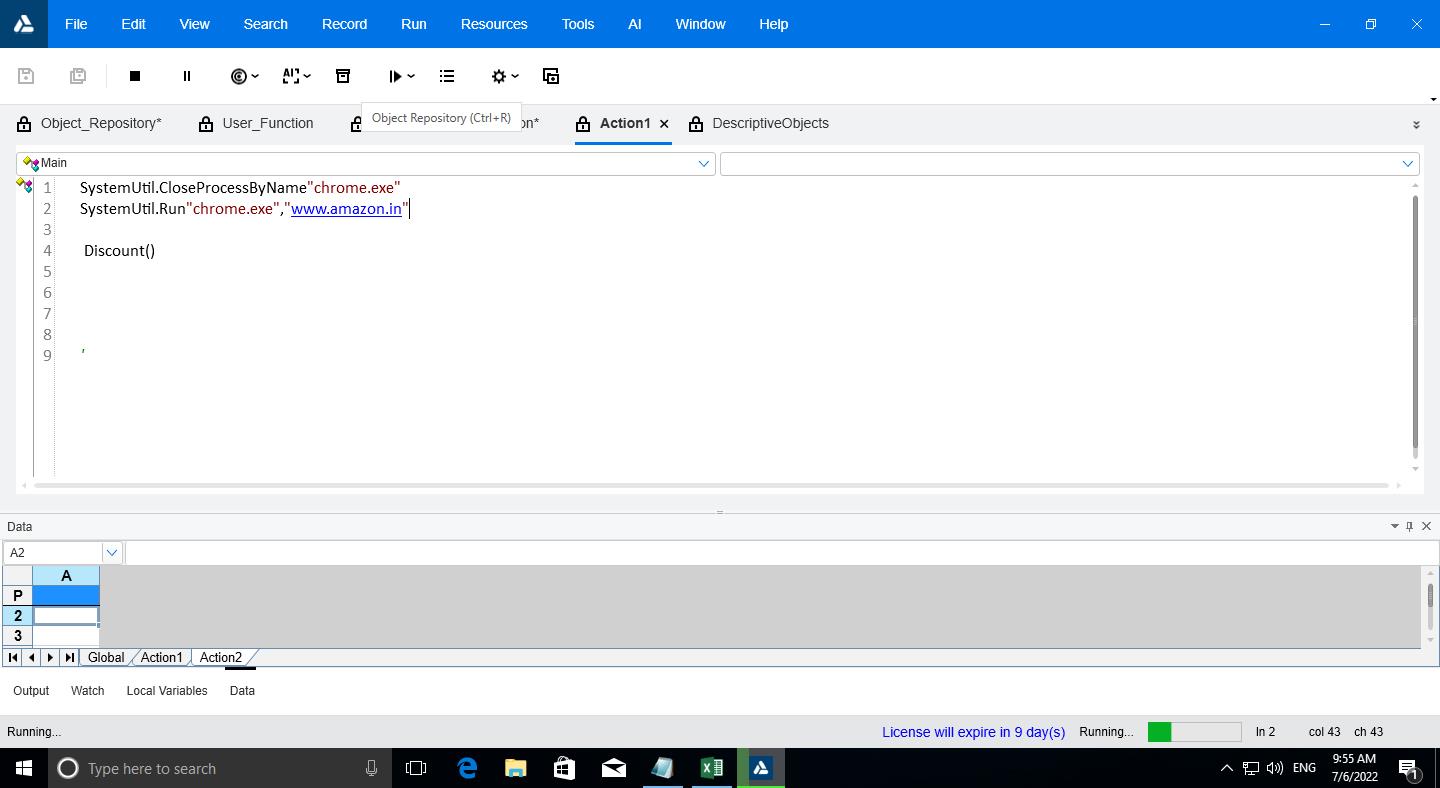 File Edit View Search Record Run Resources Tools AI Window Help
Object_Repository* User_Function on* Action1 DescriptiveObjects
Object Repository (Ctrl+R)
Main
1 SystemUtil.CloseProcessByName"chrome.exe"
2 SystemUtil.Run"chrome.exe","www.amazon.in"
3
4 Discount()
5
6
7
8
9 '
Data
A2
A
P
2
3
Global Action1 Action2
Output Watch Local Variables Data
Running... License will expire in 9 day(s) Running... ln 2 col 43 ch 43
Type here to search ENG 9:55 AM
7/6/2022 1